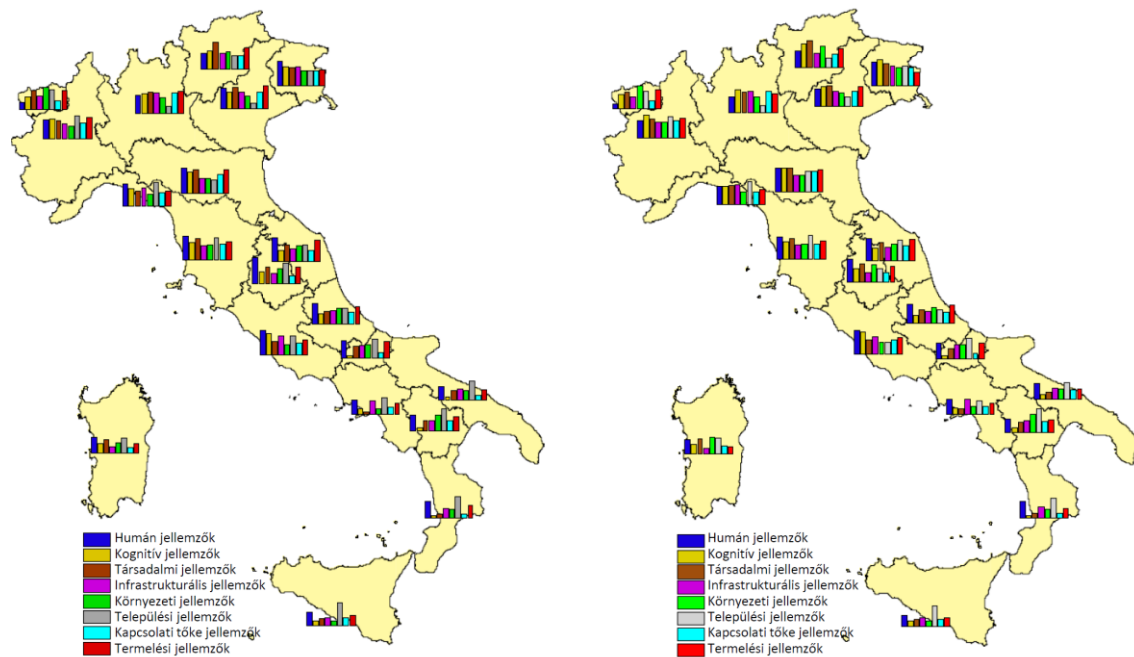 Humán jellemzők
Kognitív jellemzők
Társadalmi jellemzők
Infrastrukturális jellemzők
Környezeti jellemzők
Települési jellemzők
Kapcsolati tőke jellemzők
Termelési jellemzők
Humán jellemzők
Kognitív jellemzők
Társadalmi jellemzők
Infrastrukturális jellemzők
Környezeti jellemzők
Települési jellemzők
Kapcsolati tőke jellemzők
Termelési jellemzők